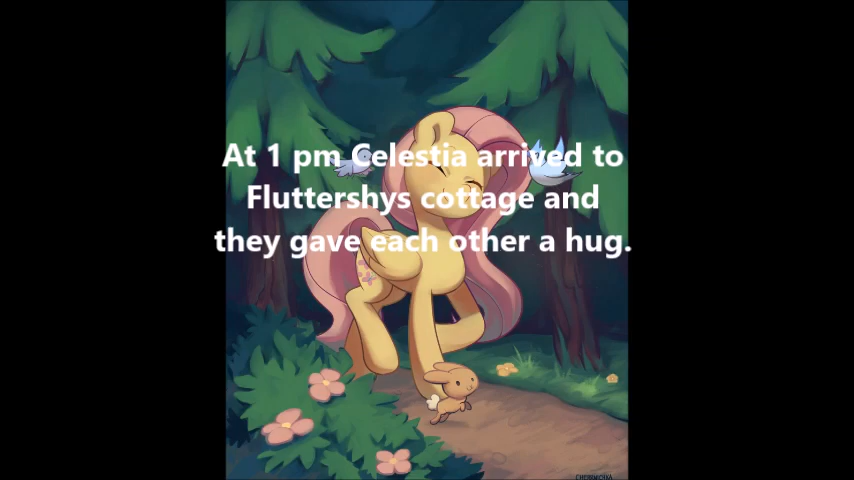 At 1 pm Celestia arrived to
Fluttershys cottage and
they gave each other a hug.